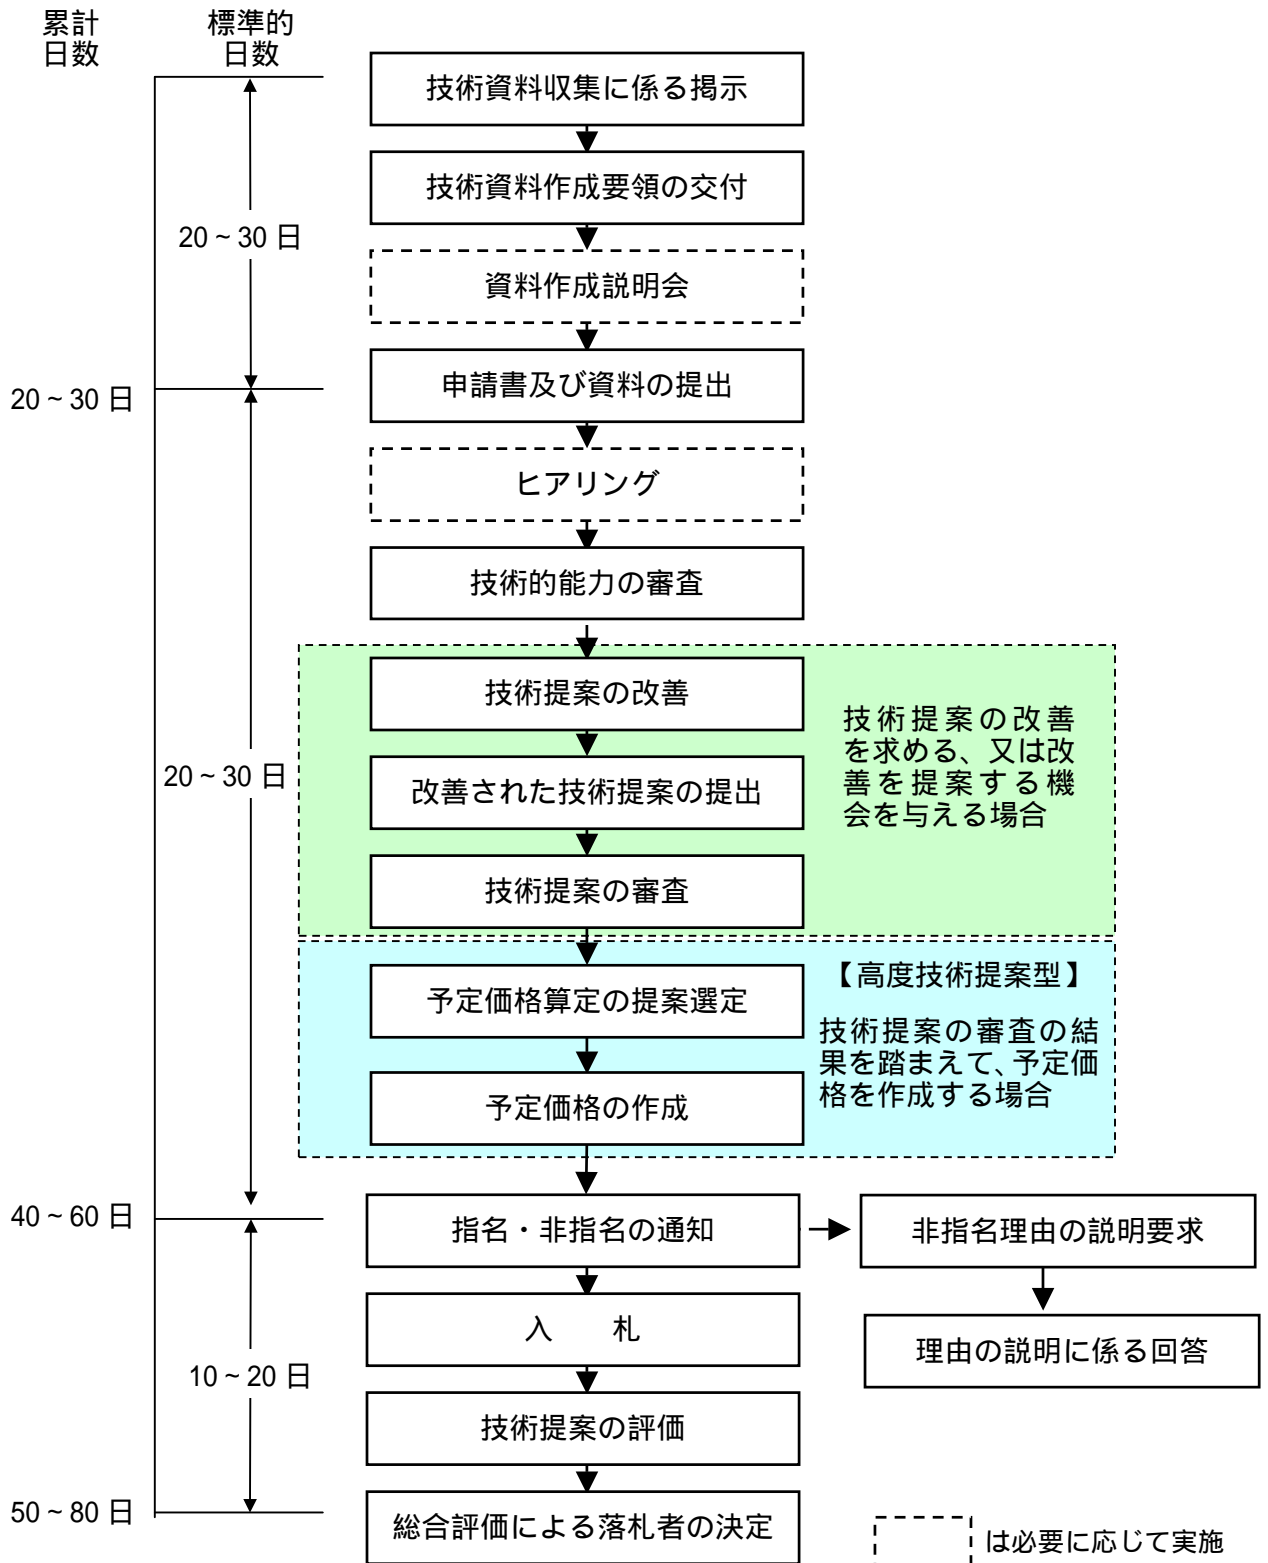 累計
日数
標準的
日数
技術資料収集に係る掲示
技術資料作成要領の交付
20～30 日
資料作成説明会
申請書及び資料の提出
20～30 日
ヒアリング
技術的能力の審査
技術提案の改善
技術提案の改善
を求める、又は改
善を提案する機
会を与える場合
20～30 日
改善された技術提案の提出
技術提案の審査
【高度技術提案型】
予定価格算定の提案選定
技術提案の審査の結
果を踏まえて、予定価
格を作成する場合
予定価格の作成
40～60 日
指名・非指名の通知
非指名理由の説明要求
入　札
理由の説明に係る回答
10～20 日
技術提案の評価
50～80 日
総合評価による落札者の決定
は必要に応じて実施